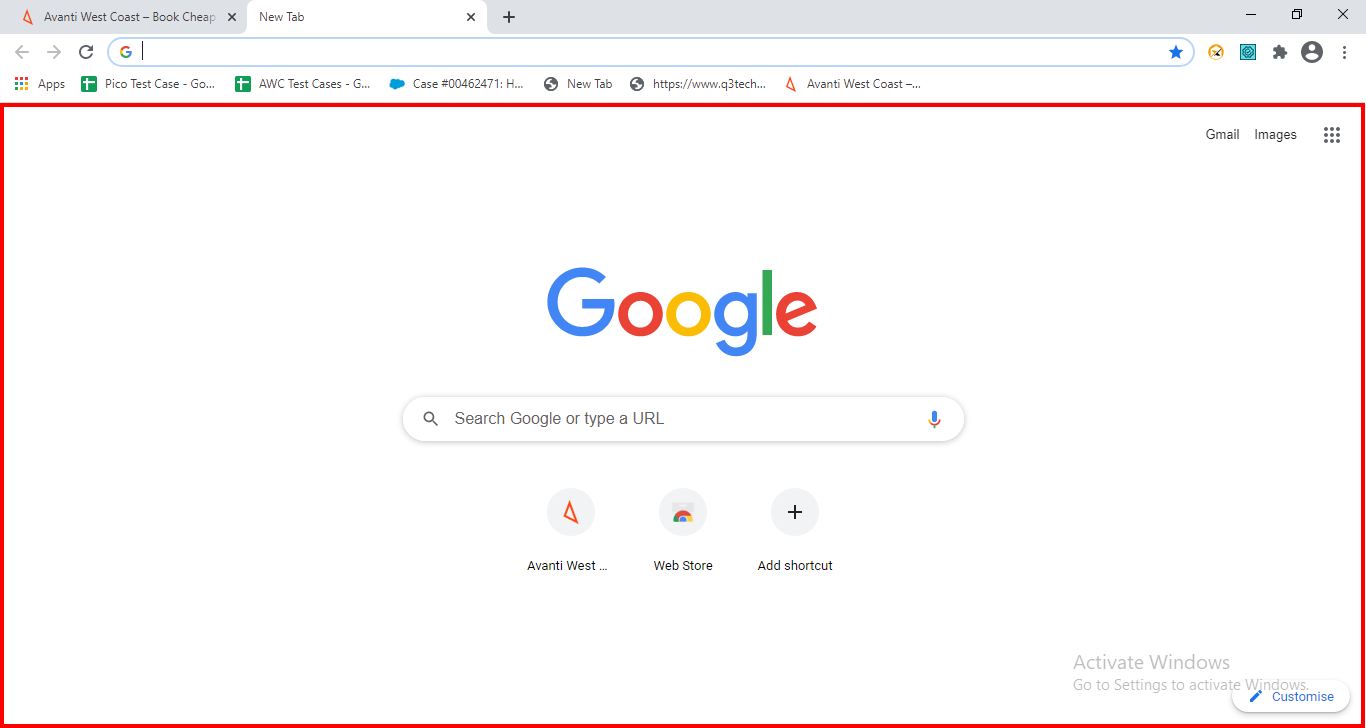 Avanti West Coast – Book Cheap
New Tab
Apps
Pico Test Case - Go...
AWC Test Cases - G...
Case #00462471: H...
New Tab
https://www.q3tech...
Avanti West Coast –...
Gmail
Images
Google
Search Google or type a URL
Avanti West ...
Web Store
Add shortcut
Activate Windows
Go to Settings to activate Windows.
Customise